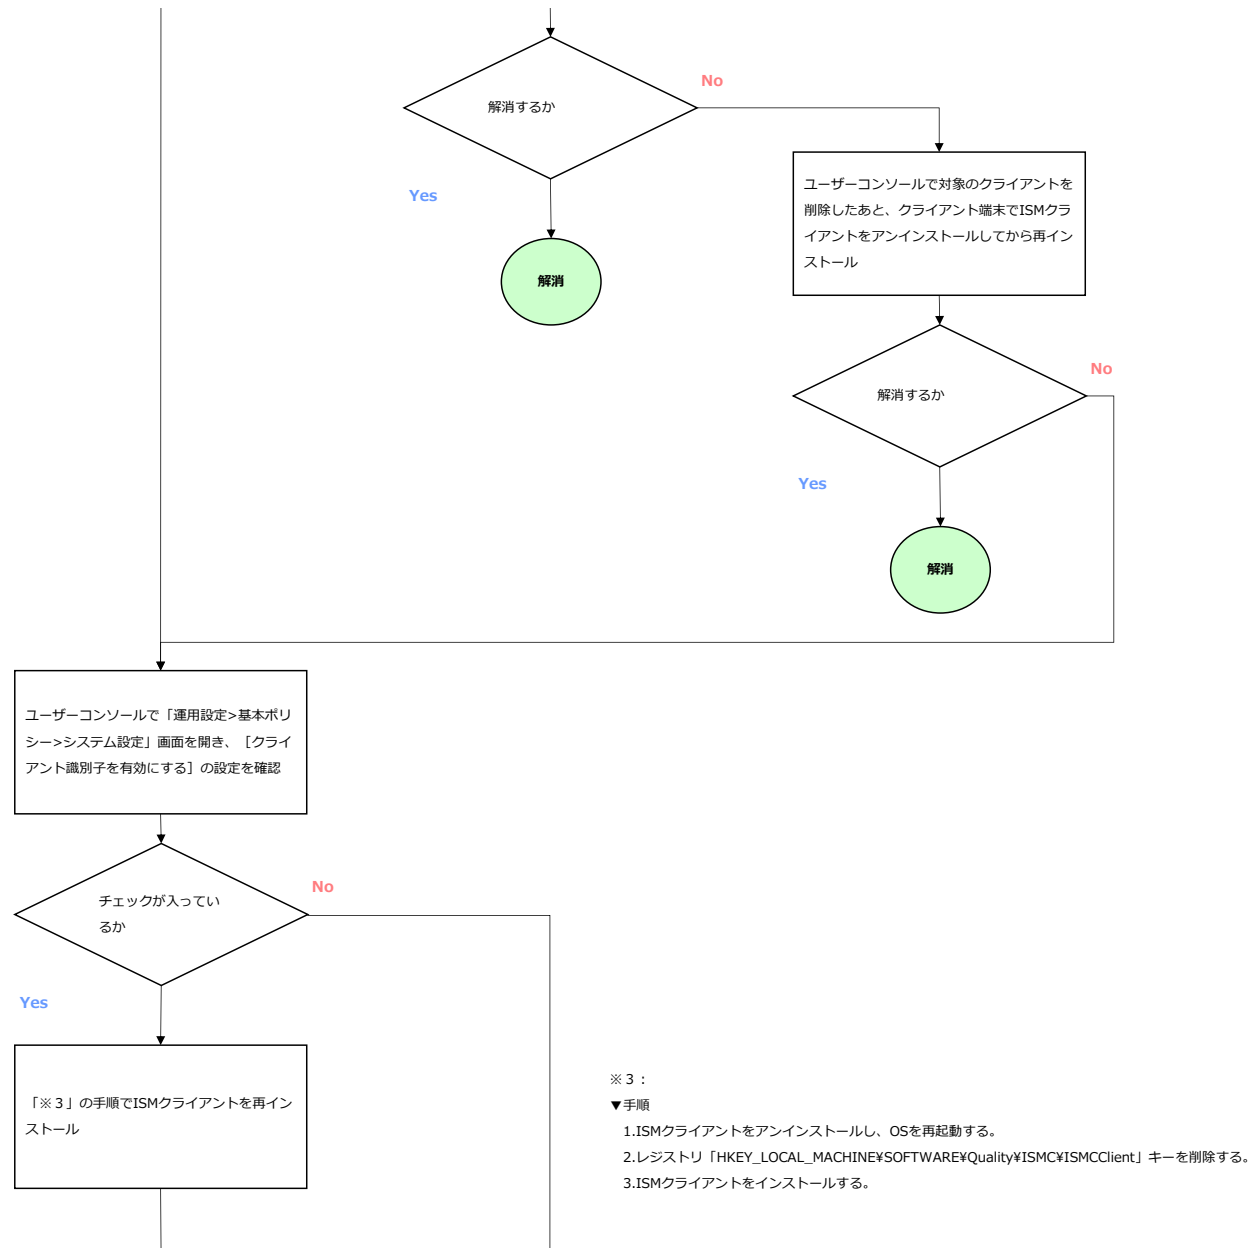 解消するか
No
Yes
解消
ユーザーコンソールで対象のクライアントを
削除したあと、クライアント端末でISMクラ
イアントをアンインストールしてから再イン
ストール
解消するか
No
Yes
解消
ユーザーコンソールで「運用設定>基本ポリ
シー>システム設定」画面を開き、［クライ
アント識別子を有効にする］の設定を確認
チェックが入ってい
るか
No
Yes
「※３」の手順でISMクライアントを再イン
ストール
※３：
▼手順
1.ISMクライアントをアンインストールし、OSを再起動する。
2.レジストリ「HKEY_LOCAL_MACHINE¥SOFTWARE¥Quality¥ISMC¥ISMCClient」キーを削除する。
3.ISMクライアントをインストールする。